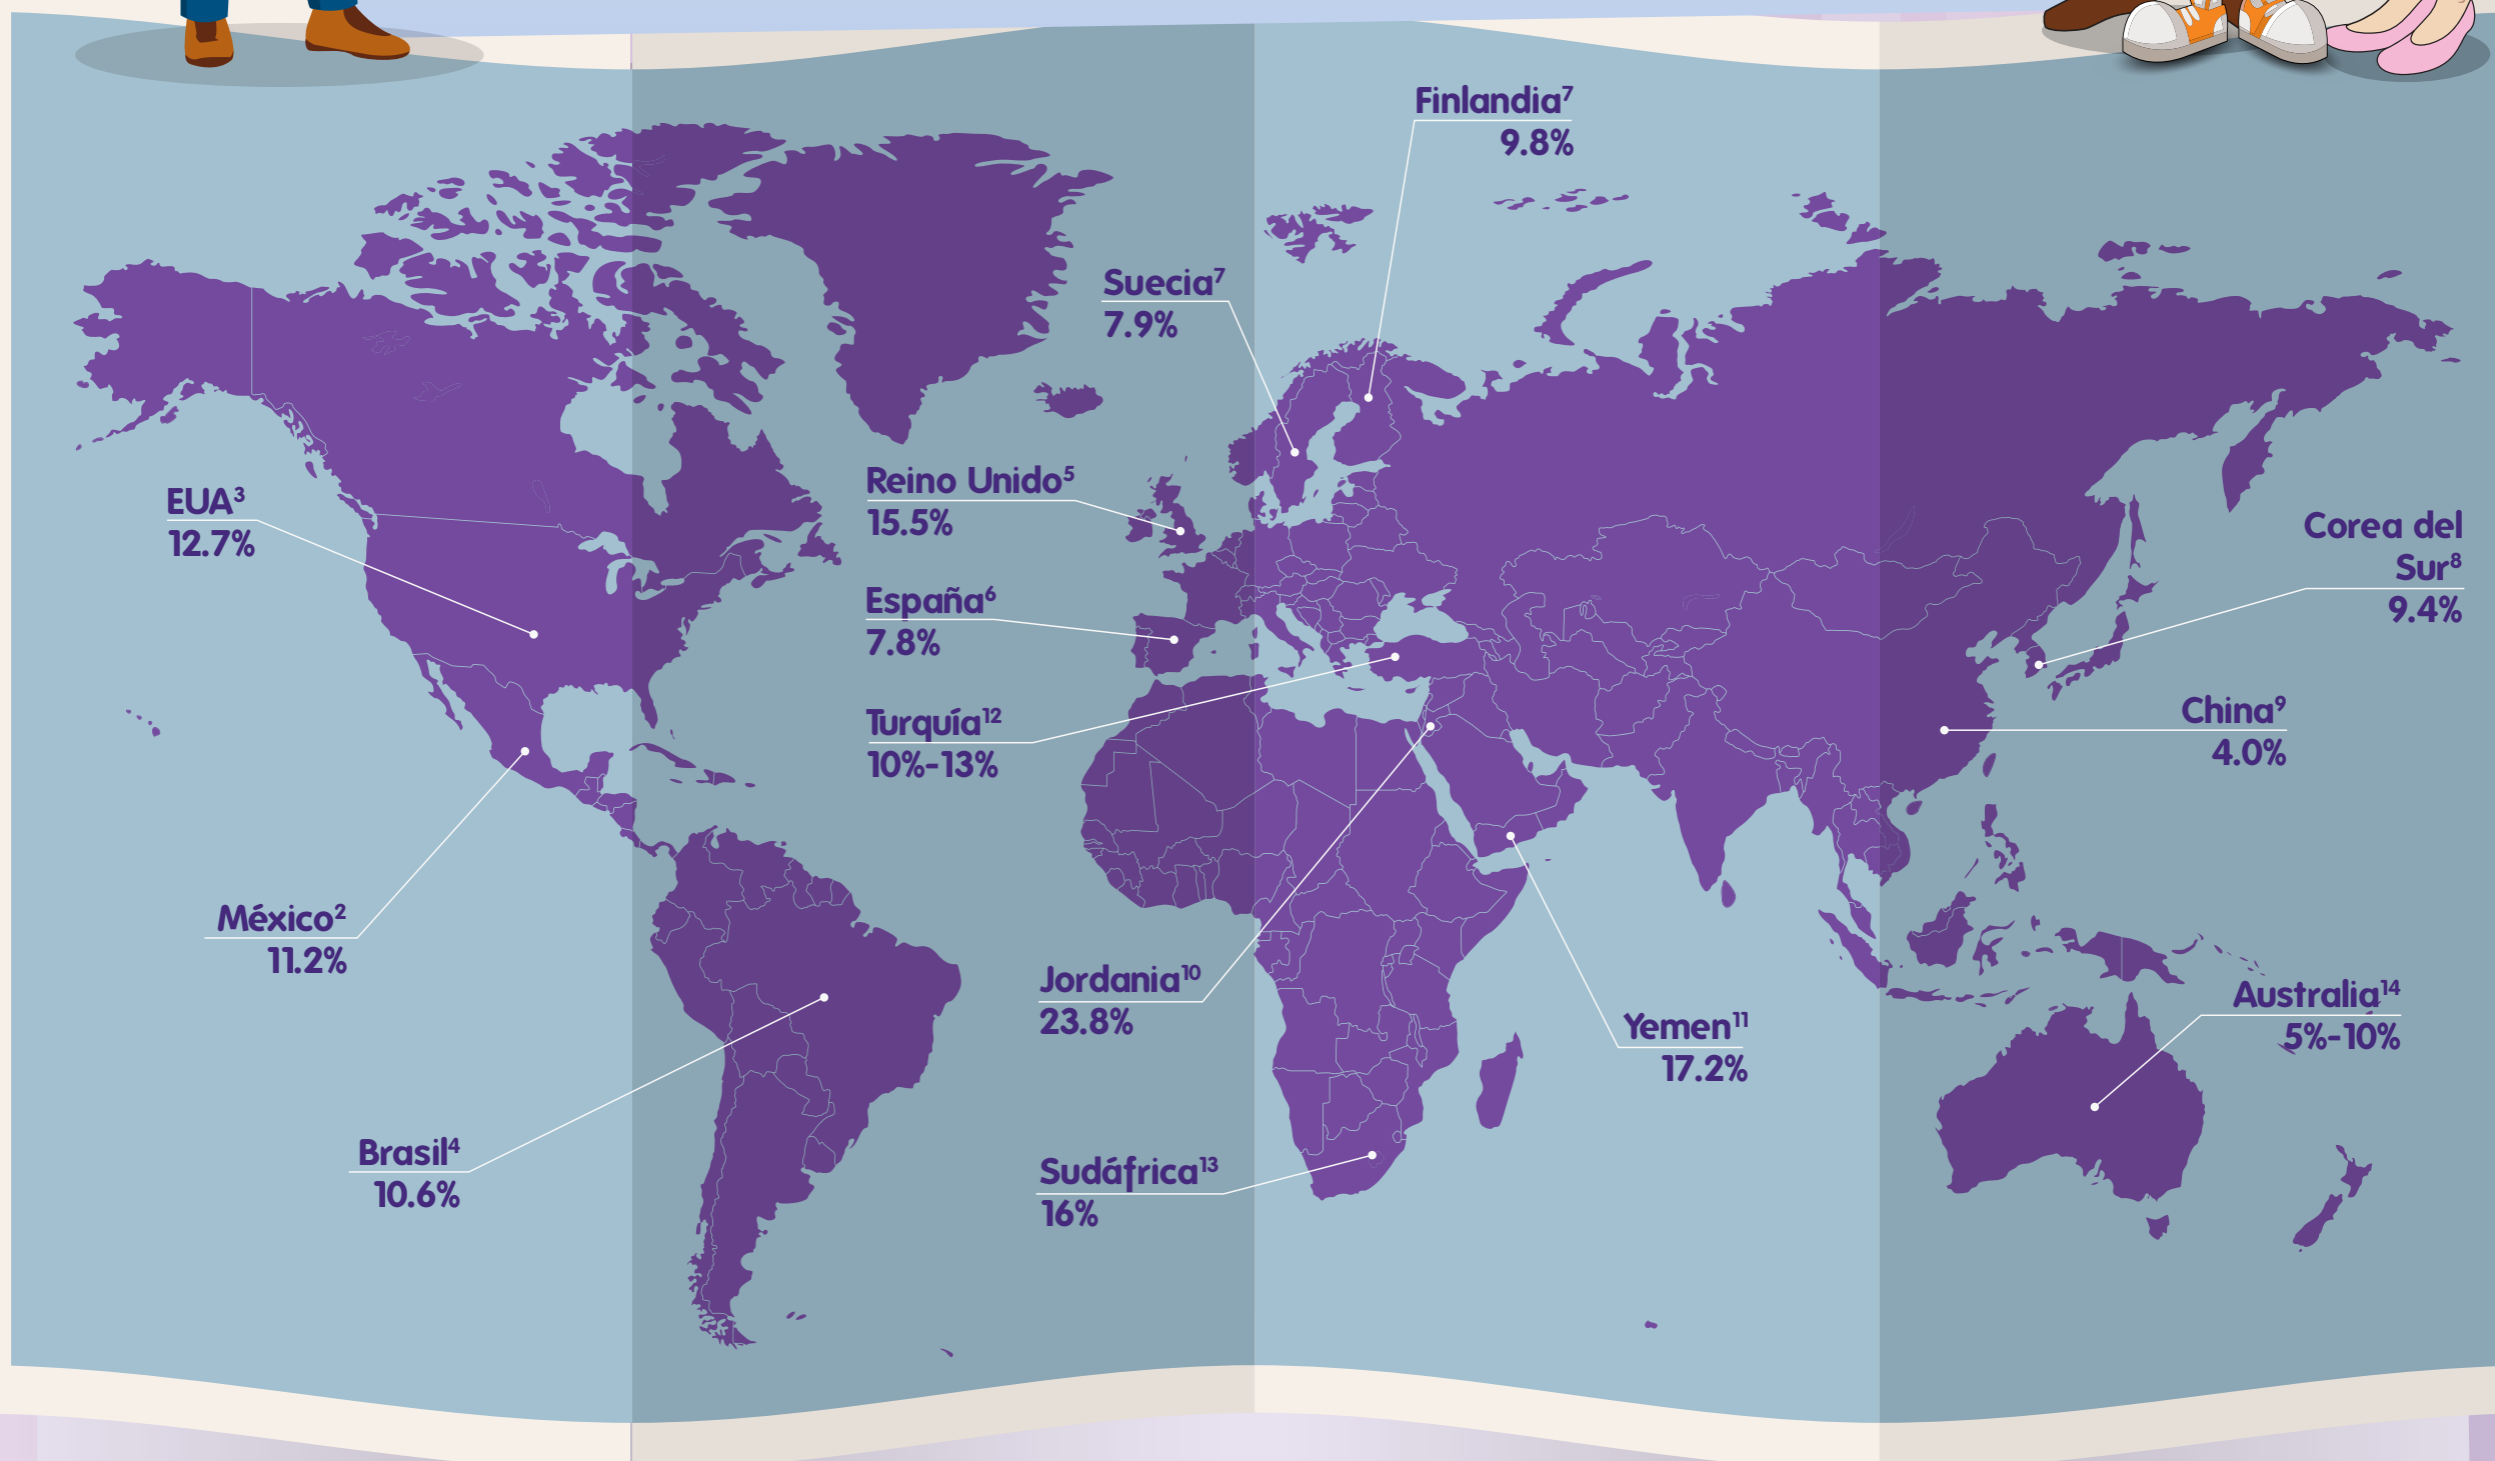 Finlandia⁷
9.8%
Suecia⁷
7.9%
Reino Unido⁵
15.5%
EUA³
12.7%
Corea del
Sur⁸
9.4%
España⁶
7.8%
China⁹
4.0%
Turquía¹²
10%-13%
México²
11.2%
Jordania¹⁰
23.8%
Australia¹⁴
5%-10%
Yemen¹¹
17.2%
Brasil⁴
10.6%
Sudáfrica¹³
16%